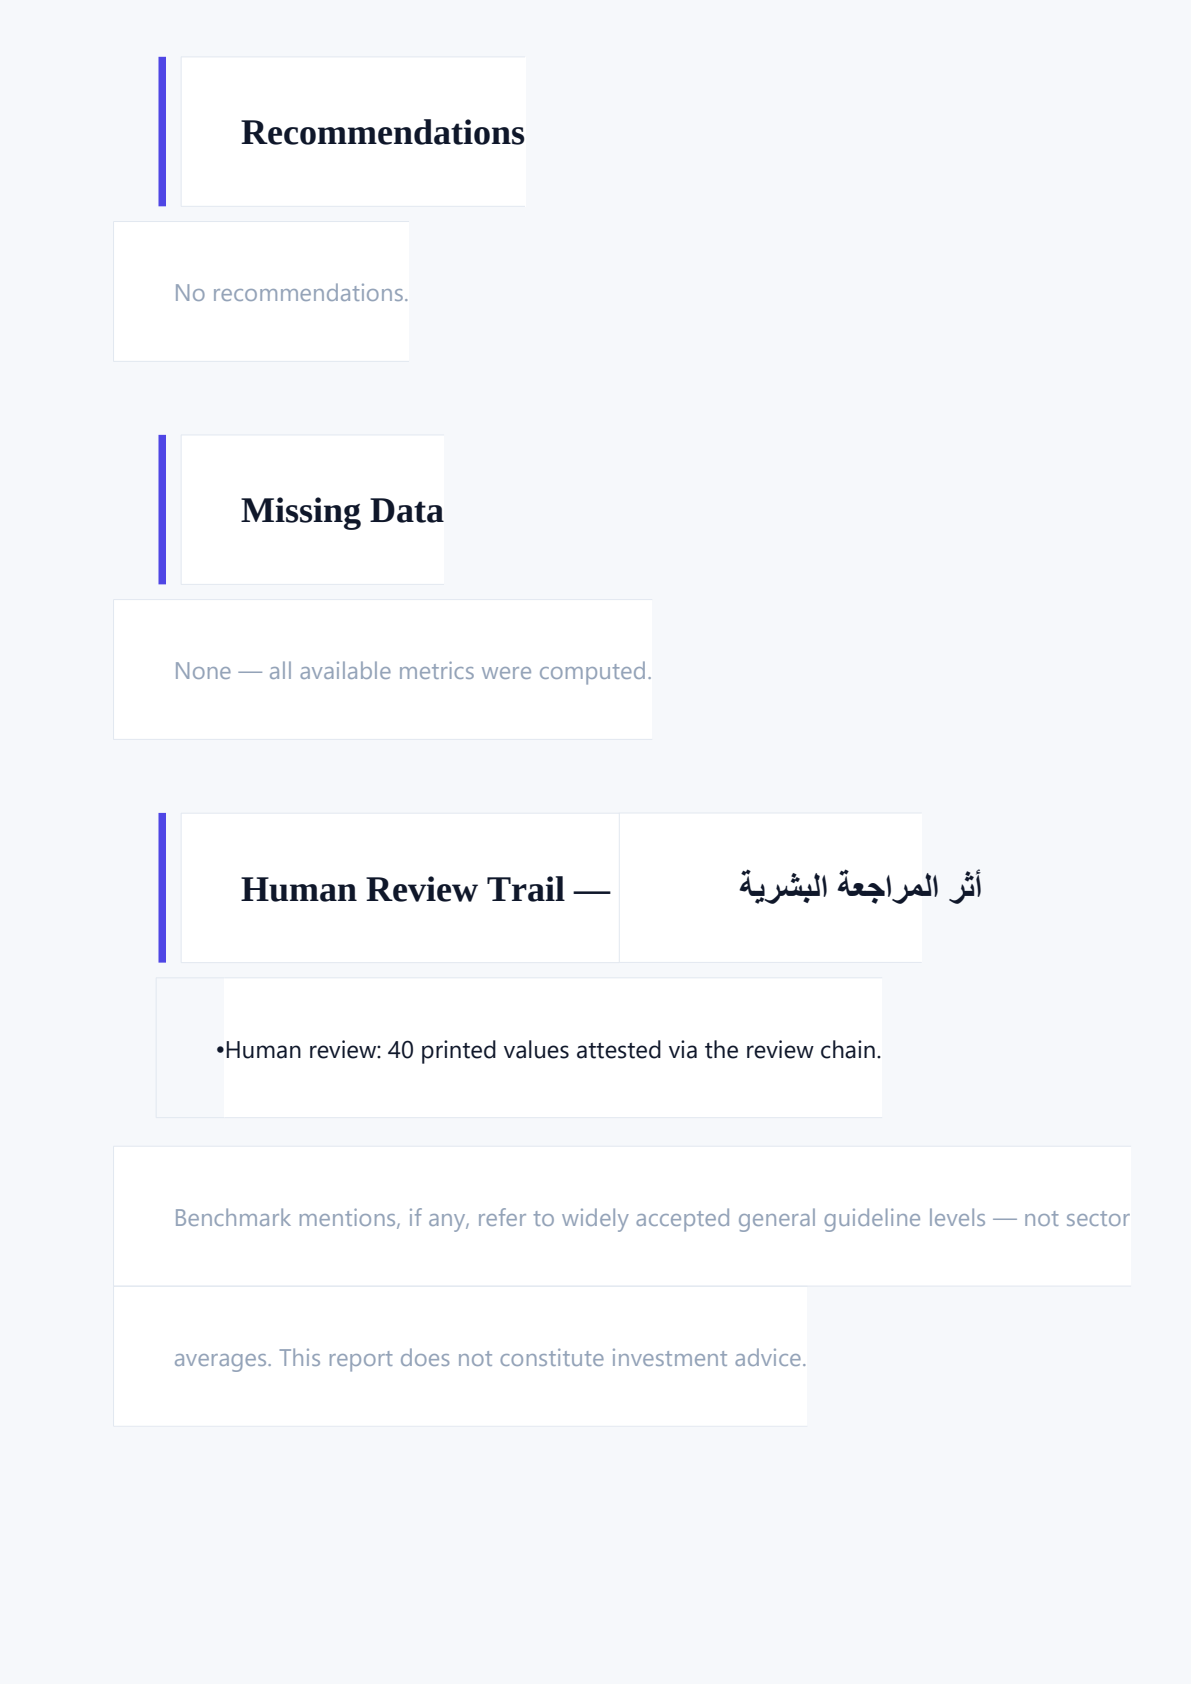 Recommendations
No recommendations.
Missing Data
None — all available metrics were computed.
Human Review Trail — أثر المراجعة البشرية
•Human review: 40 printed values attested via the review chain.
Benchmark mentions, if any, refer to widely accepted general guideline levels — not sector
averages. This report does not constitute investment advice.